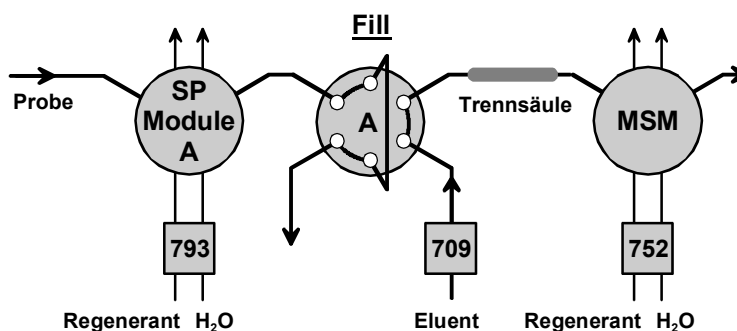 Fill
Probe
SP
Module
A
A
Trennsäule
MSM
793
709
752
Regenerant H₂O
Eluent
Regenerant H₂O